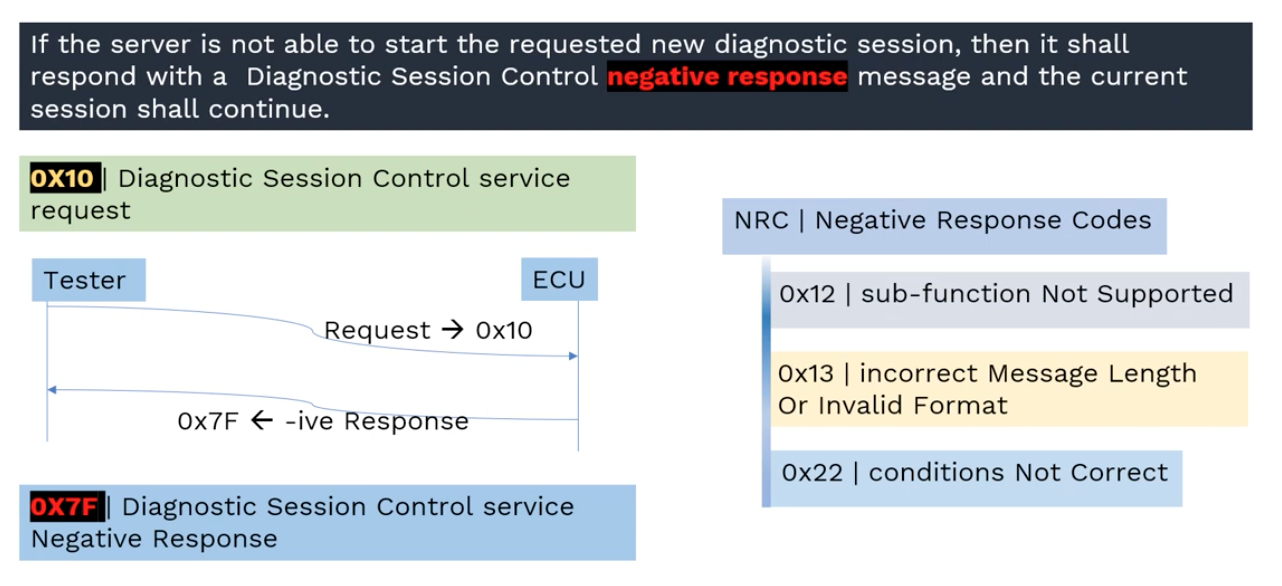 If the server is not able to start the requested new diagnostic session, then it shall
respond with a  Diagnostic Session Control negative response message and the current
session shall continue.
0X10 | Diagnostic Session Control service
request
Tester
ECU
Request → 0x10
0x7F ← -ive Response
0X7F | Diagnostic Session Control service
Negative Response
NRC | Negative Response Codes
0x12 | sub-function Not Supported
0x13 | incorrect Message Length
Or Invalid Format
0x22 | conditions Not Correct